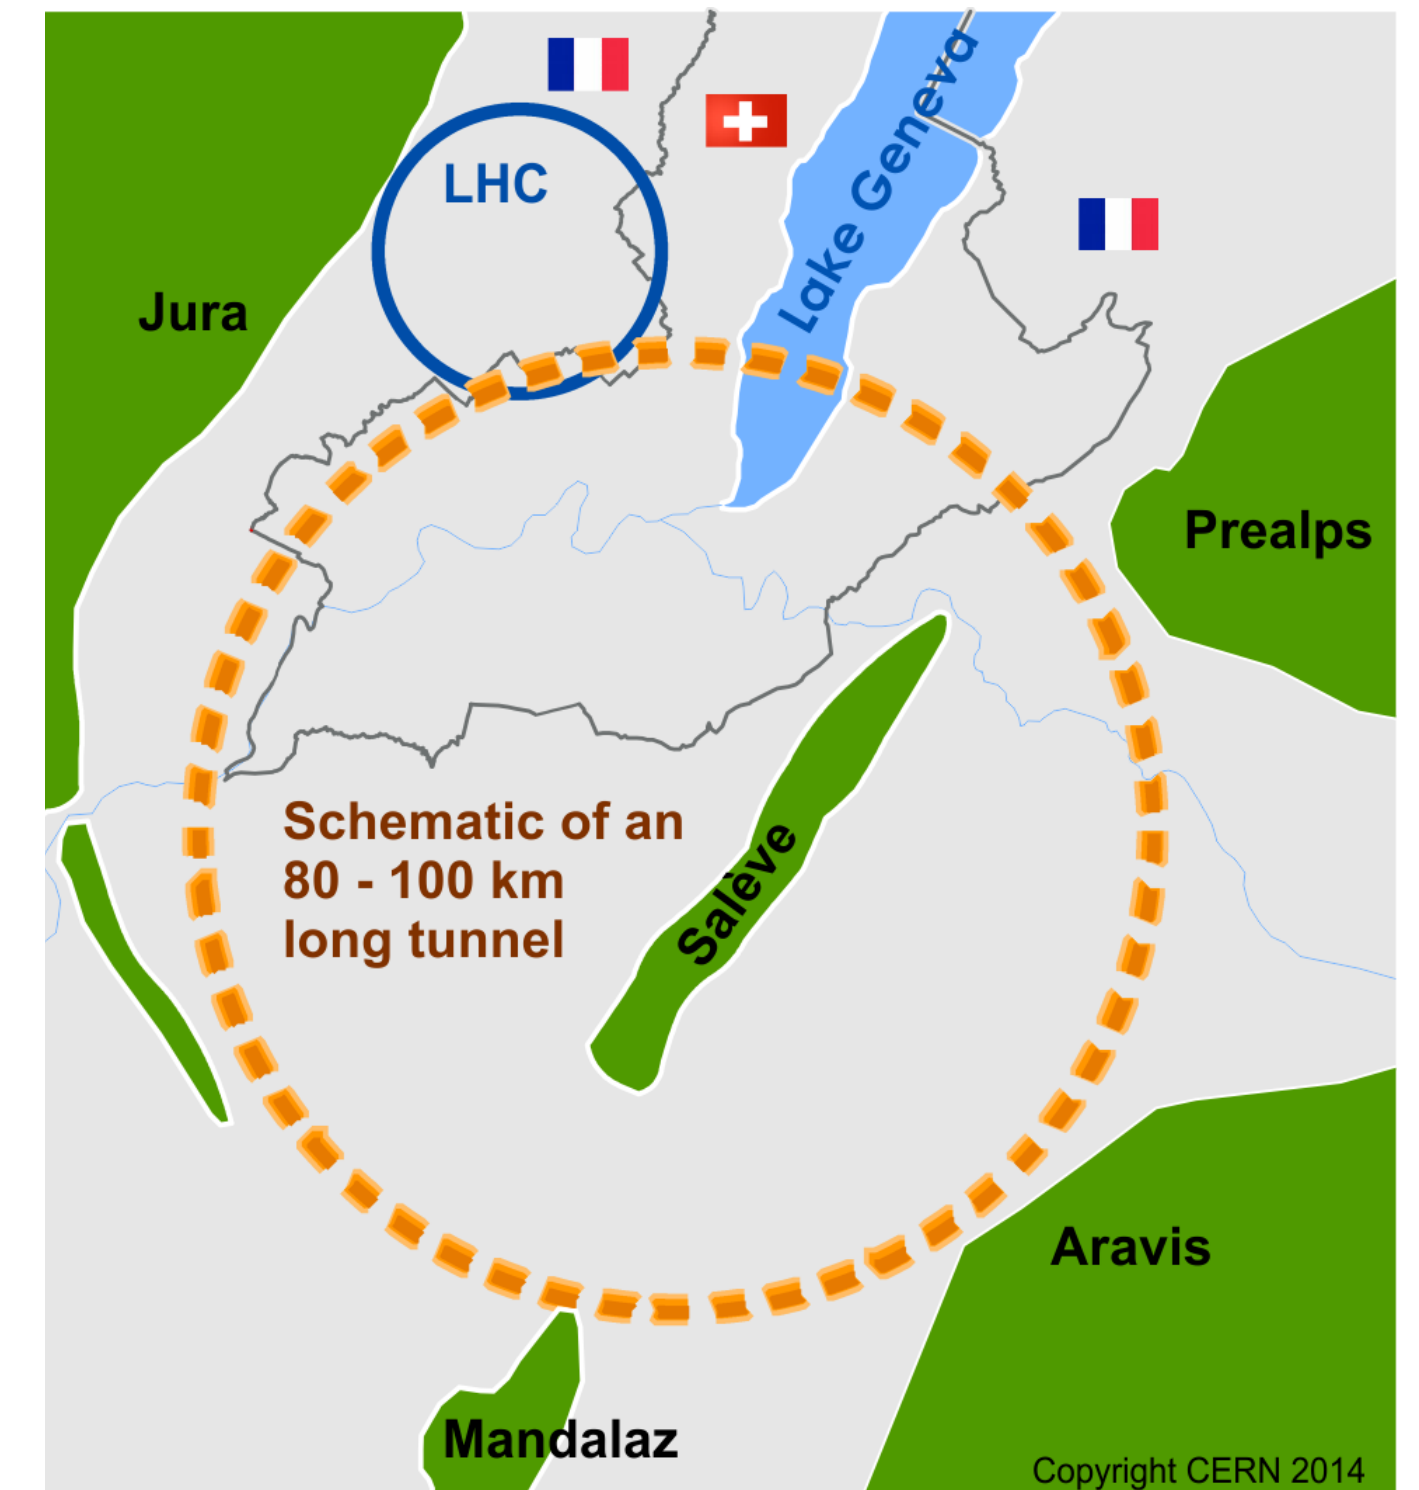 LHC
Lake Geneva
Jura
Prealps
Schematic of an
80 - 100 km
long tunnel
Salève
Aravis
Mandalaz
Copyright CERN 2014